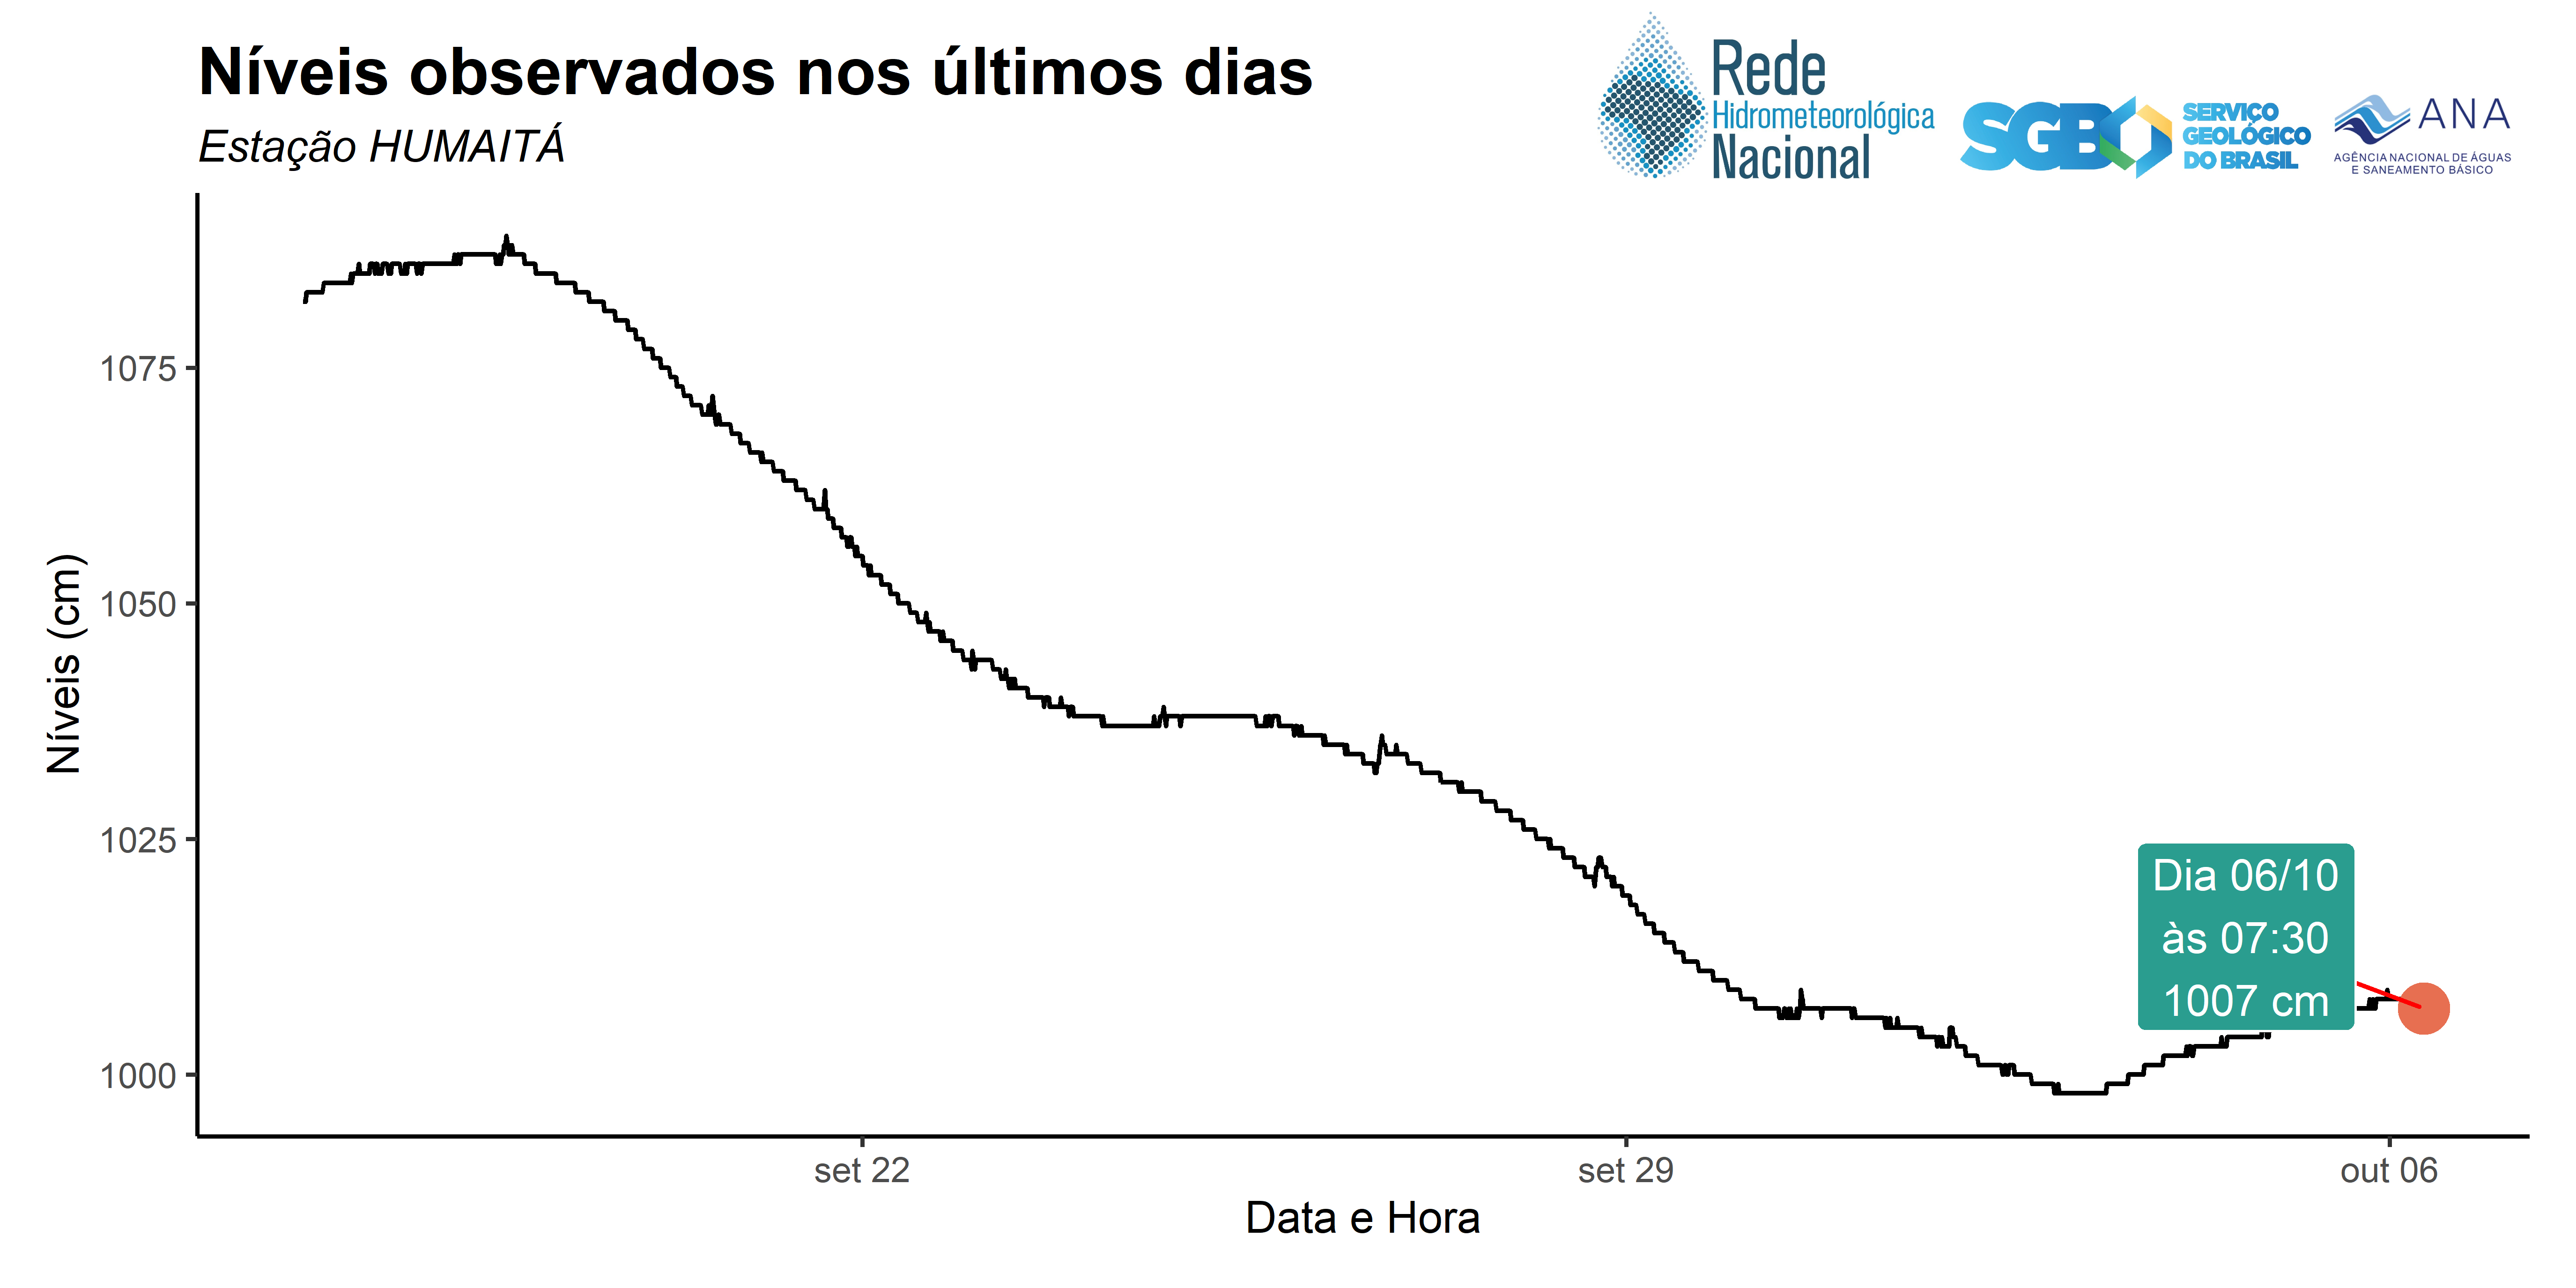 Níveis observados nos últimos dias
Estação HUMAITÁ
Rede
Hidrometeorológica
Nacional
SGB
SERVIÇO
GEOLÓGICO
DO BRASIL
ANA
AGÊNCIA NACIONAL DE ÁGUAS
E SANEAMENTO BÁSICO
Níveis (cm)
1075
1050
1025
1000
Dia 06/10
às 07:30
1007 cm
set 22
set 29
out 06
Data e Hora